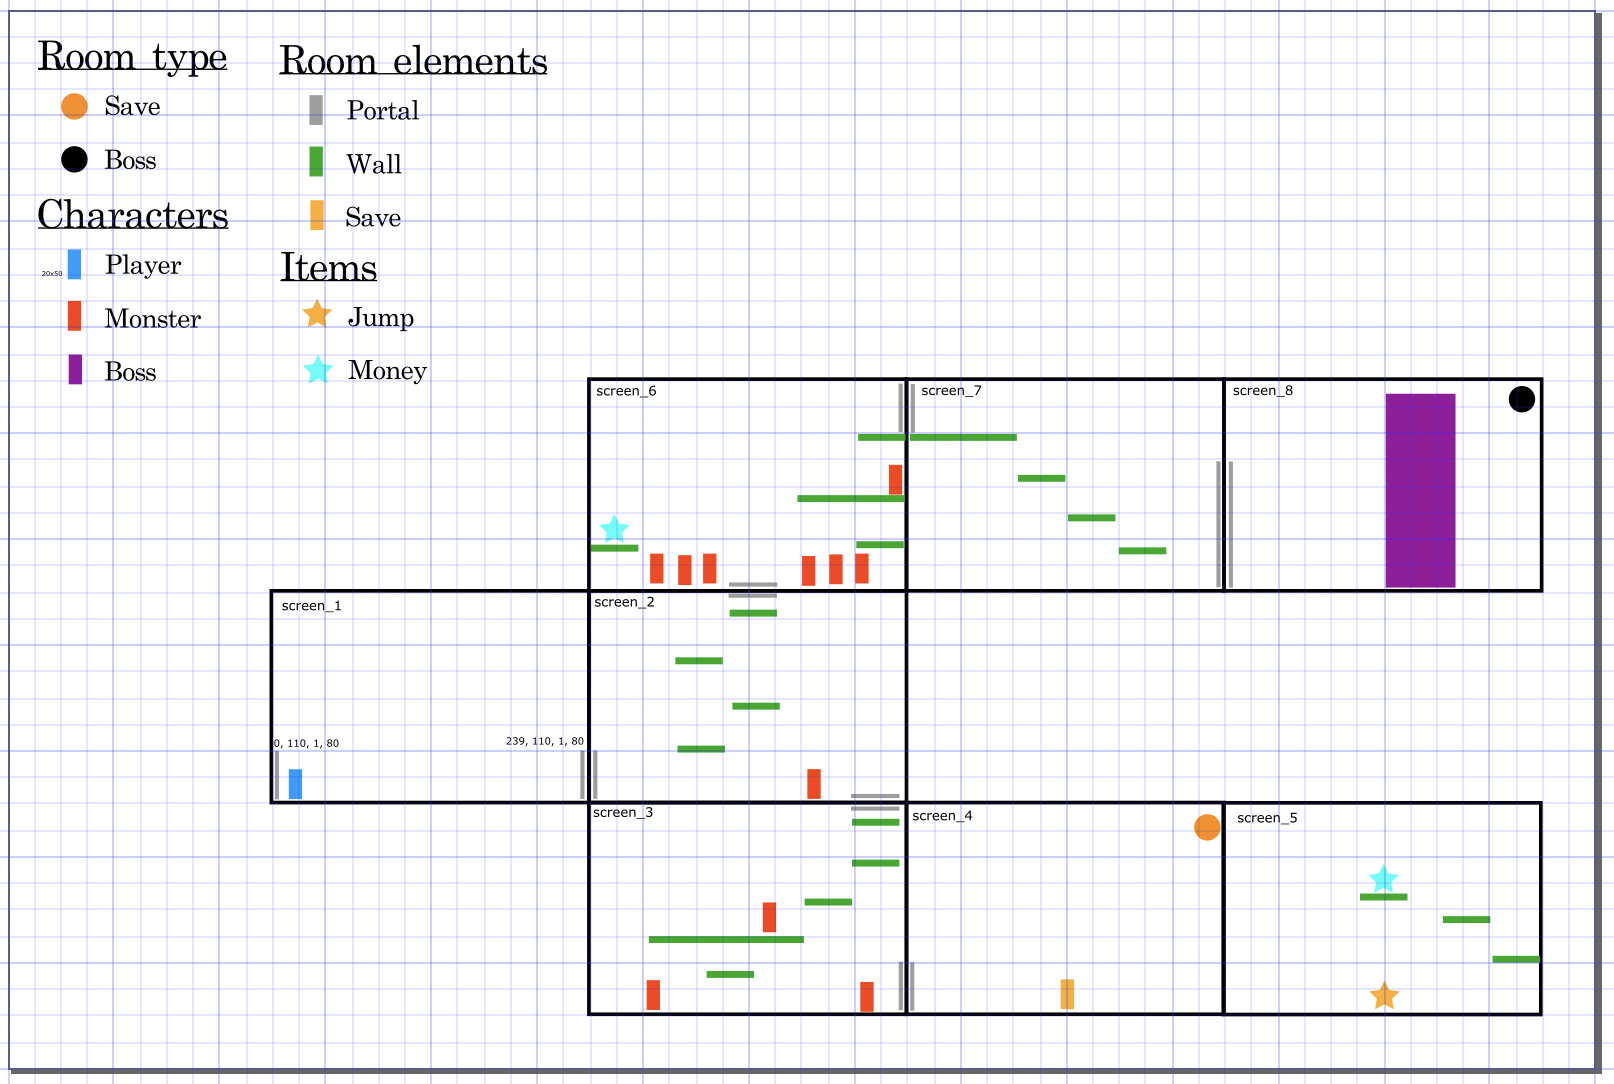 Room type
Save
Boss
Characters
20x50
Player
Monster
Boss
Room elements
Portal
Wall
Save
Items
Jump
Money
screen_6
screen_7
screen_8
screen_1
screen_2
0, 110, 1, 80
239, 110, 1, 80
screen_3
screen_4
screen_5